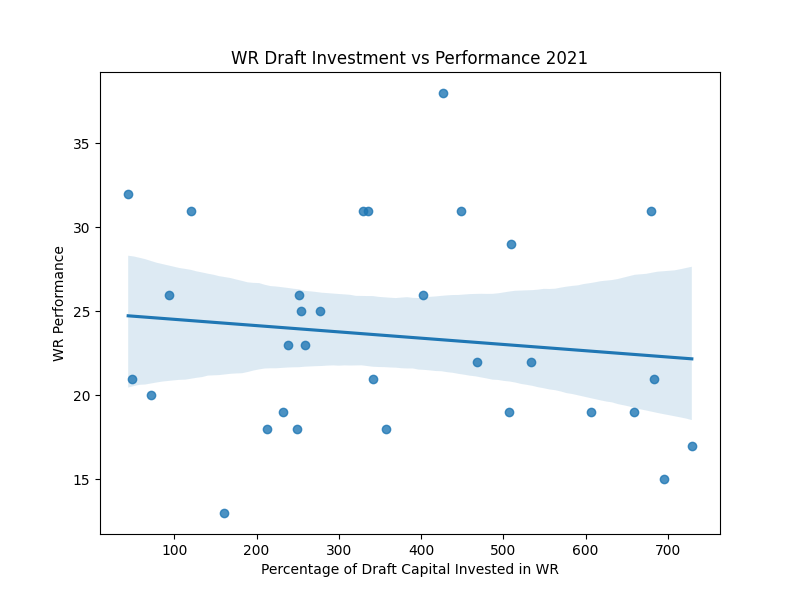 WR Draft Investment vs Performance 2021
35
30
25
20
15
WR Performance
100 200 300 400 500 600 700
Percentage of Draft Capital Invested in WR